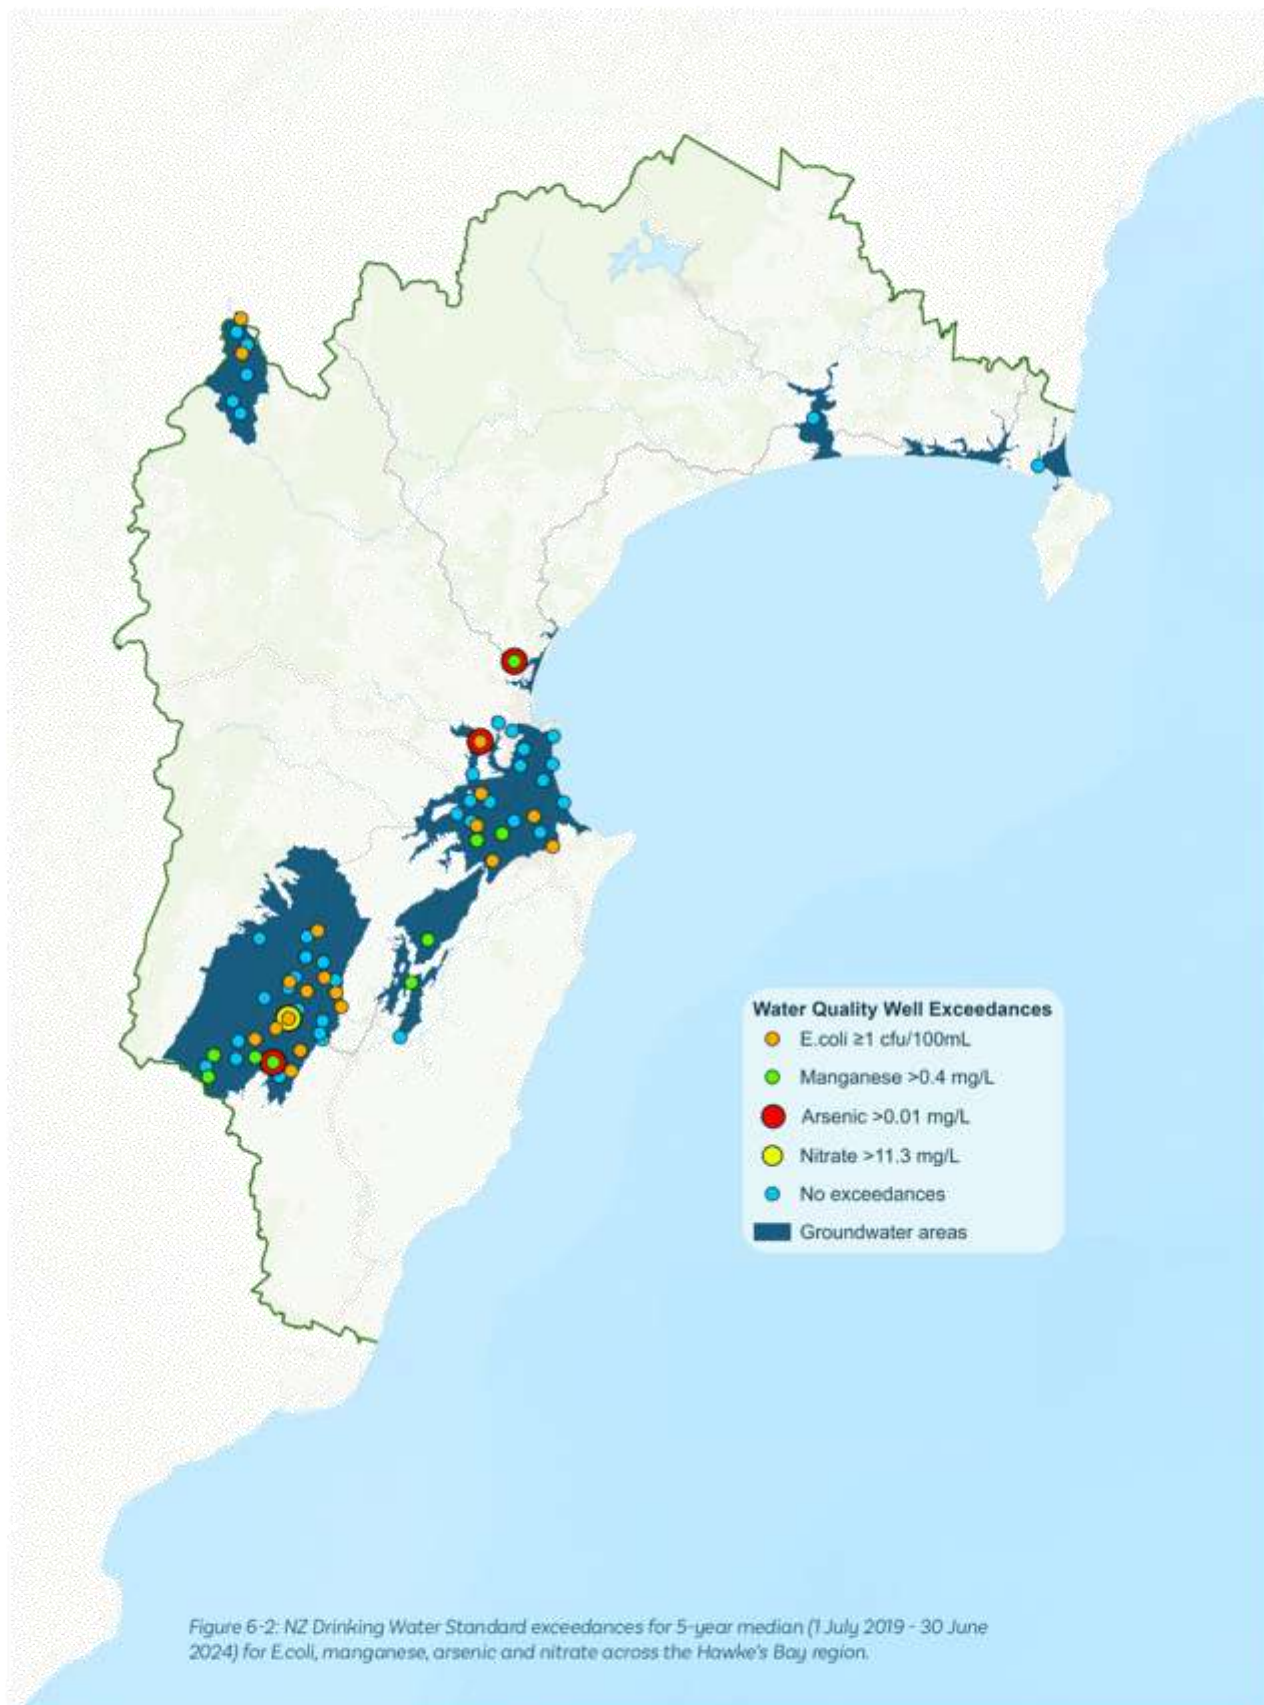 Water Quality Well Exceedances
E.coli ≥1 cfu/100mL
Manganese >0.4 mg/L
Arsenic >0.01 mg/L
Nitrate >11.3 mg/L
No exceedances
Groundwater areas
Figure 6-2: NZ Drinking Water Standard exceedances for 5-year median (1 July 2019 - 30 June
2024) for E.coli, manganese, arsenic and nitrate across the Hawke's Bay region.